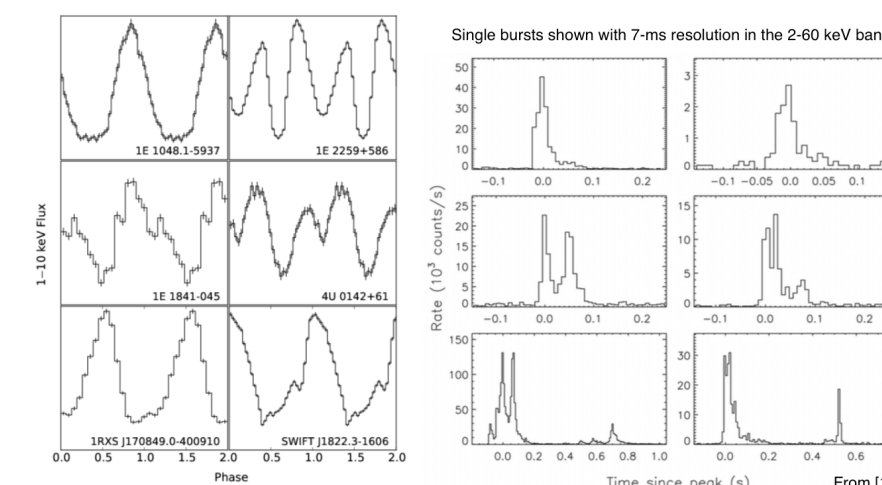 Single bursts shown with 7-ms resolution in the 2-60 keV ban
1−10 keV Flux
1E 1048.1-5937
1E 2259+586
1E 1841-045
4U 0142+61
1RXS J170849.0-400910
SWIFT J1822.3-1606
0.0 0.5 1.0 1.5 2.0
0.5 1.0 1.5 2.0
Phase
Rate (10³ counts/s)
50
40
30
20
10
0
−0.1 0.0 0.1 0.2
3
2
1
0
−0.1 −0.05 0.0 0.05 0.1
25
20
15
10
5
0
−0.1 0.0 0.1 0.2
15
10
5
0
−0.1 0.0 0.1 0.2
150
100
50
0
0.0 0.2 0.4 0.6 0.8 1.0
30
20
10
0
0.0 0.2 0.4 0.6
Time since peak (s)
From [1